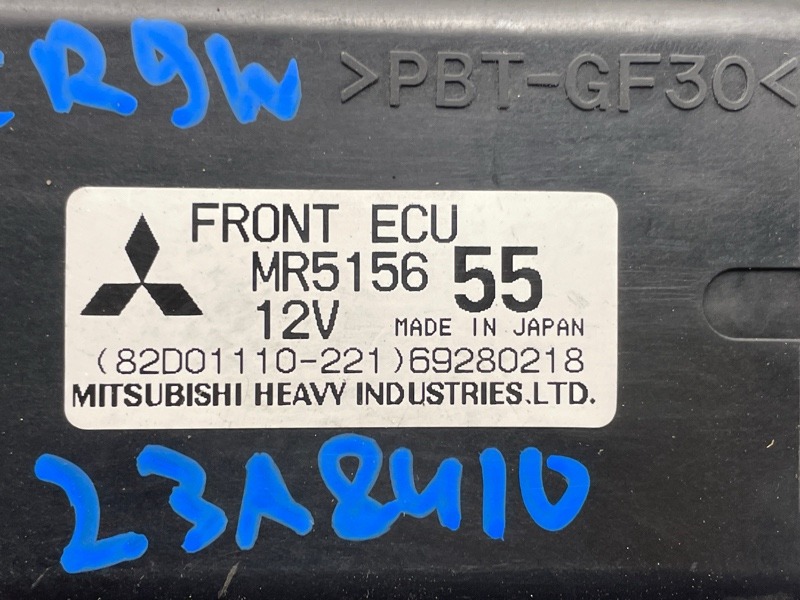 R9W >PBT-GF30<
FRONT ECU
MR5156 55
12V MADE IN JAPAN
(82D01110-221)69280218
MITSUBISHI HEAVY INDUSTRIES.LTD.
23A8410